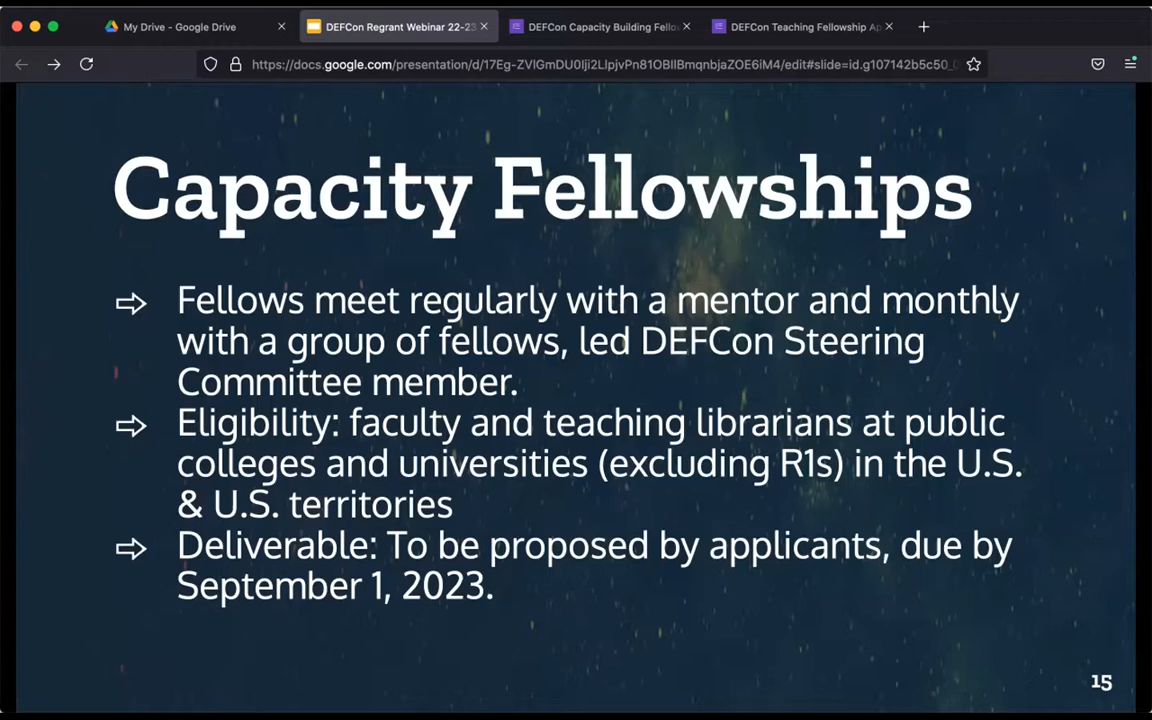 My Drive - Google Drive
DEFCon Regrant Webinar 22-23
DEFCon Capacity Building Fello
DEFCon Teaching Fellowship Ap
https://docs.google.com/presentation/d/17Eg-ZVIGmDU0Iji2LIpjvPn81OBIIBmqnbjaZOE6iM4/edit#slide=id.g107142b5c50_
Capacity Fellowships
⇨ Fellows meet regularly with a mentor and monthly
with a group of fellows, led DEFCon Steering
Committee member.
⇨ Eligibility: faculty and teaching librarians at public
colleges and universities (excluding R1s) in the U.S.
& U.S. territories
⇨ Deliverable: To be proposed by applicants, due by
September 1, 2023.
15